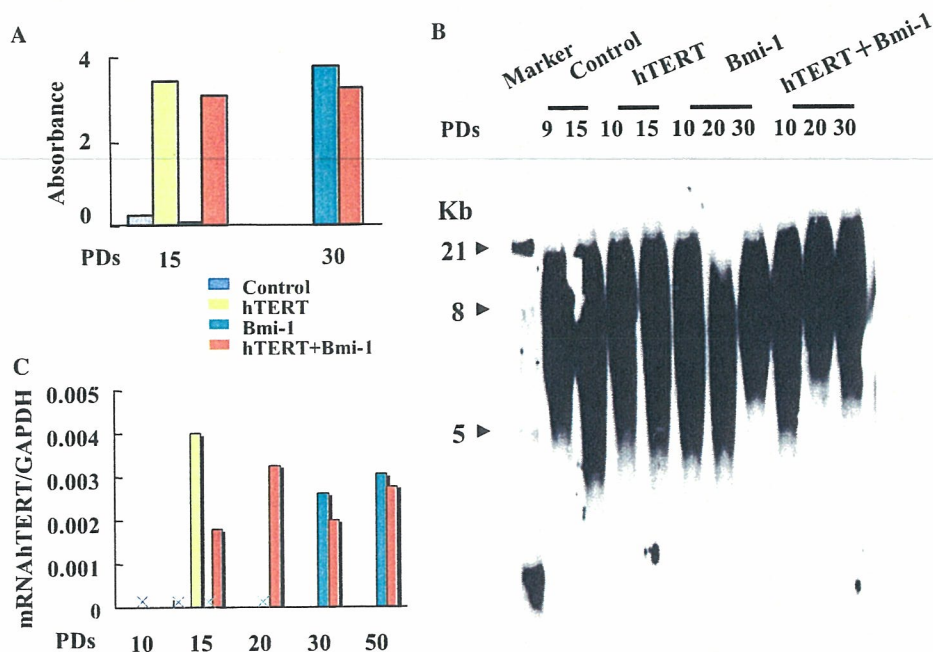 A
Absorbance
4
2
0
PDs 15 30
Control
hTERT
Bmi-1
hTERT+Bmi-1
B
Marker Control hTERT Bmi-1 hTERT+Bmi-1
PDs 9 15 10 15 10 20 30 10 20 30
Kb
21
8
5
C
mRNAhTERT/GAPDH
0.005
0.004
0.003
0.002
0.001
0
PDs 10 15 20 30 50